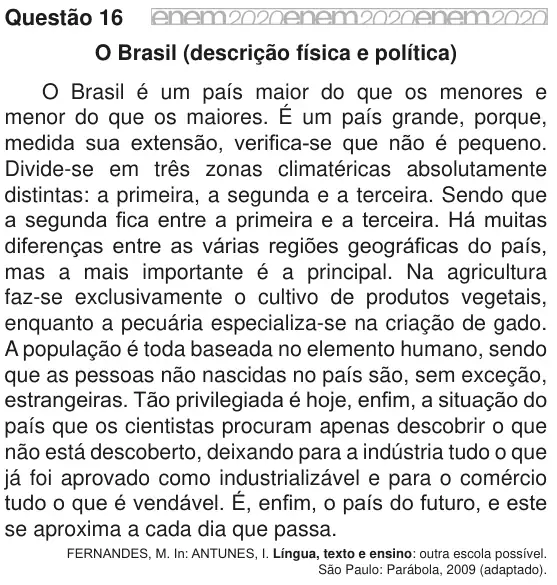 Questão 16 enem2020enem2020enem2020
O Brasil (descrição física e política)
O Brasil é um país maior do que os menores e
menor do que os maiores. É um país grande, porque,
medida sua extensão, verifica-se que não é pequeno.
Divide-se em três zonas climatéricas absolutamente
distintas: a primeira, a segunda e a terceira. Sendo que
a segunda fica entre a primeira e a terceira. Há muitas
diferenças entre as várias regiões geográficas do país,
mas a mais importante é a principal. Na agricultura
faz-se exclusivamente o cultivo de produtos vegetais,
enquanto a pecuária especializa-se na criação de gado.
A população é toda baseada no elemento humano, sendo
que as pessoas não nascidas no país são, sem exceção,
estrangeiras. Tão privilegiada é hoje, enfim, a situação do
país que os cientistas procuram apenas descobrir o que
não está descoberto, deixando para a indústria tudo o que
já foi aprovado como industrializável e para o comércio
tudo o que é vendável. É, enfim, o país do futuro, e este
se aproxima a cada dia que passa.
FERNANDES, M. In: ANTUNES, I. Língua, texto e ensino: outra escola possível.
São Paulo: Parábola, 2009 (adaptado).